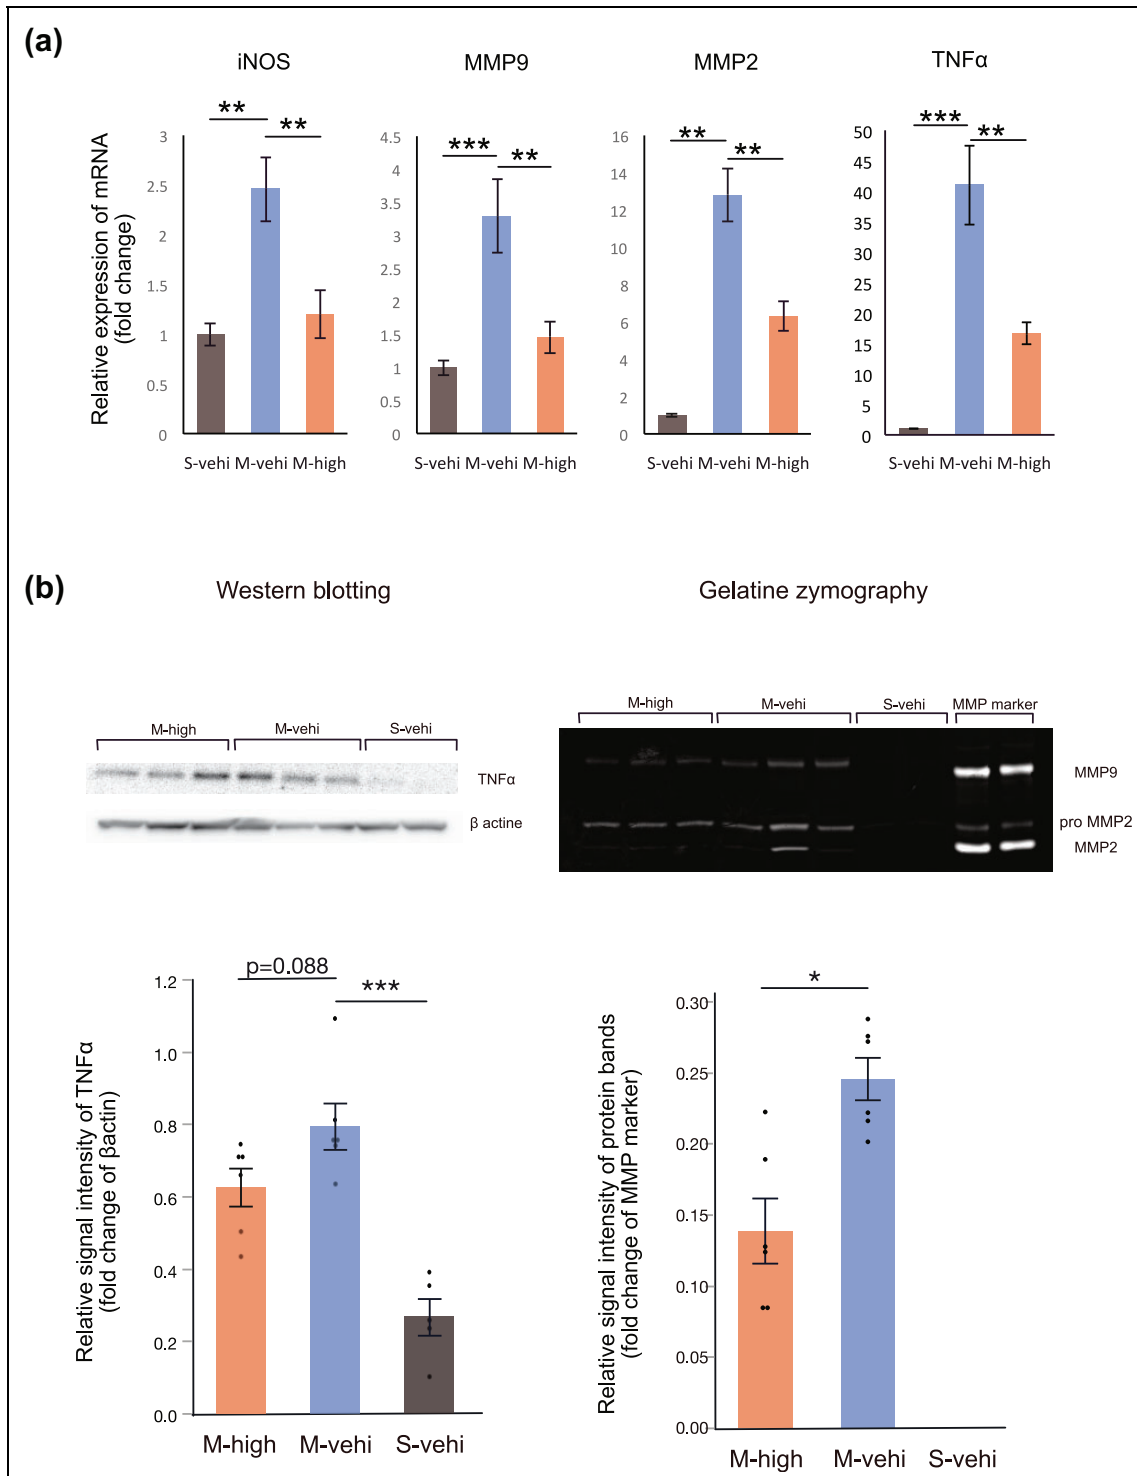 (a)
iNOS
MMP9
MMP2
TNFα
Relative expression of mRNA
(fold change)
** **
3
2.5
2
1.5
1
0.5
0
S-vehi M-vehi M-high
*** **
4.5
4
3.5
3
2.5
2
1.5
1
0.5
0
S-vehi M-vehi M-high
** **
16
14
12
10
8
6
4
2
0
S-vehi M-vehi M-high
*** **
50
45
40
35
30
25
20
15
10
5
0
S-vehi M-vehi M-high
(b)
Western blotting
Gelatine zymography
M-high M-vehi S-vehi
TNFα
β actine
M-high M-vehi S-vehi MMP marker
MMP9
pro MMP2
MMP2
Relative signal intensity of TNFα
(fold change of βactin)
p=0.088
***
1.2
1.0
0.8
0.6
0.4
0.2
0.0
M-high M-vehi S-vehi
Relative signal intensity of protein bands
(fold change of MMP marker)
*
0.30
0.25
0.20
0.15
0.10
0.05
0.00
M-high M-vehi S-vehi